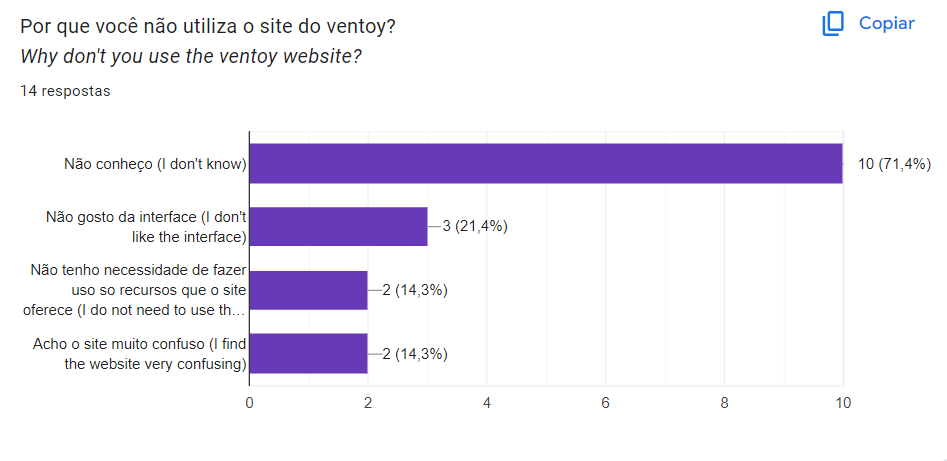 Por que você não utiliza o site do ventoy?
Copiar
Why don't you use the ventoy website?
14 respostas
Não conheço (I don't know)
10 (71,4%)
Não gosto da interface (I don't
like the interface)
3 (21,4%)
Não tenho necessidade de fazer
uso so recursos que o site
oferece (I do not need to use th…
2 (14,3%)
Acho o site muito confuso (I find
the website very confusing)
2 (14,3%)
0 2 4 6 8 10